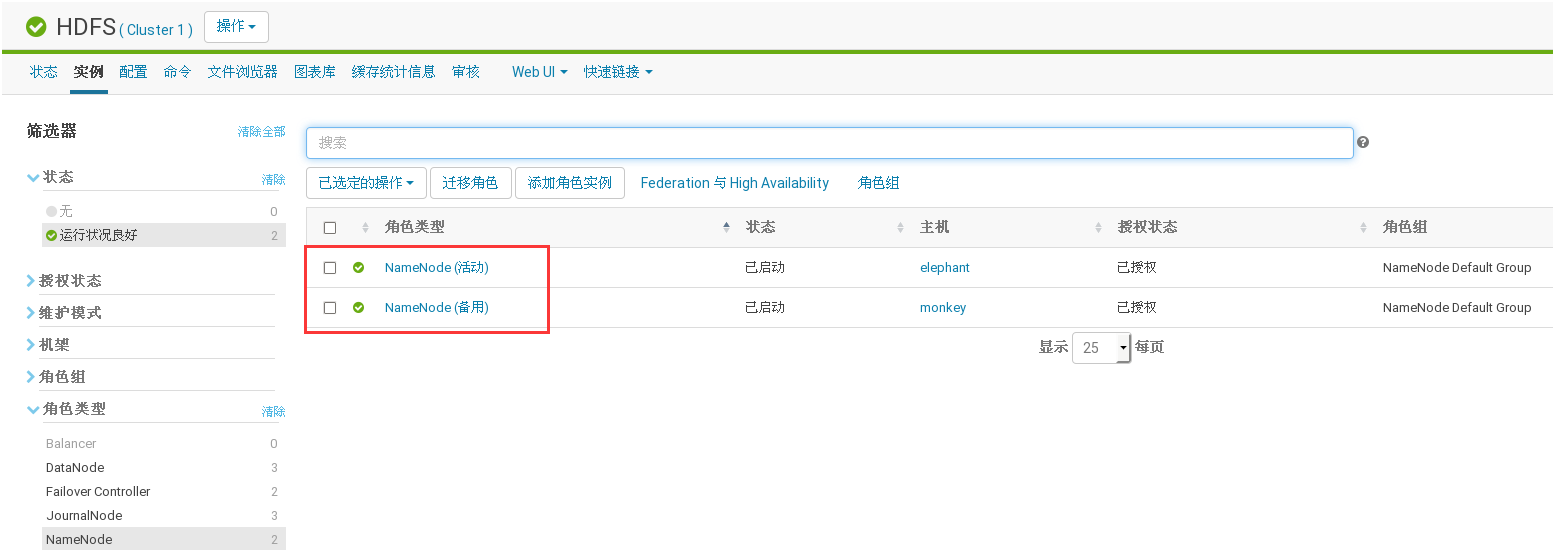 HDFS ( Cluster 1 ) 操作
状态 实例 配置 命令 文件浏览器 图表库 缓存统计信息 审核 Web UI 快速链接
筛选器 清除全部
状态 清除
无 0
运行状况良好 2
授权状态
维护模式
机架
角色组
角色类型 清除
Balancer 0
DataNode 3
Failover Controller 2
JournalNode 3
NameNode 2
搜索
已选定的操作 迁移角色 添加角色实例 Federation 与 High Availability 角色组
角色类型 状态 主机 授权状态 角色组
NameNode (活动) 已启动 elephant 已授权 NameNode Default Group
NameNode (备用) 已启动 monkey 已授权 NameNode Default Group
显示 25 每页